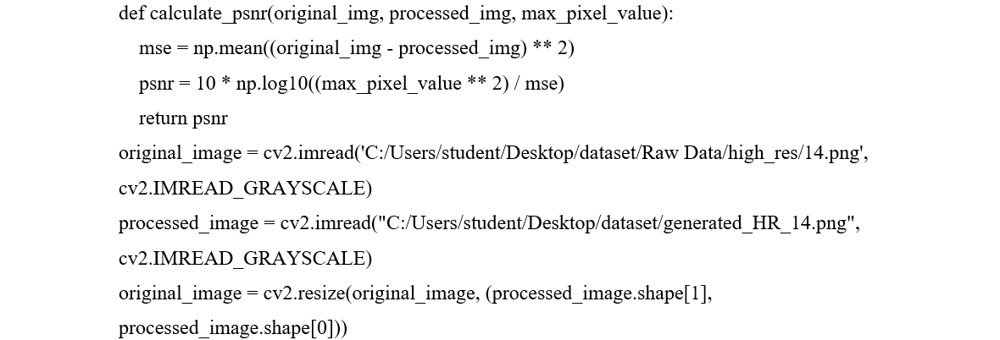 def calculate_psnr(original_img, processed_img, max_pixel_value):
    mse = np.mean((original_img - processed_img) ** 2)
    psnr = 10 * np.log10((max_pixel_value ** 2) / mse)
    return psnr
original_image = cv2.imread('C:/Users/student/Desktop/dataset/Raw Data/high_res/14.png',
cv2.IMREAD_GRAYSCALE)
processed_image = cv2.imread("C:/Users/student/Desktop/dataset/generated_HR_14.png",
cv2.IMREAD_GRAYSCALE)
original_image = cv2.resize(original_image, (processed_image.shape[1],
processed_image.shape[0]))